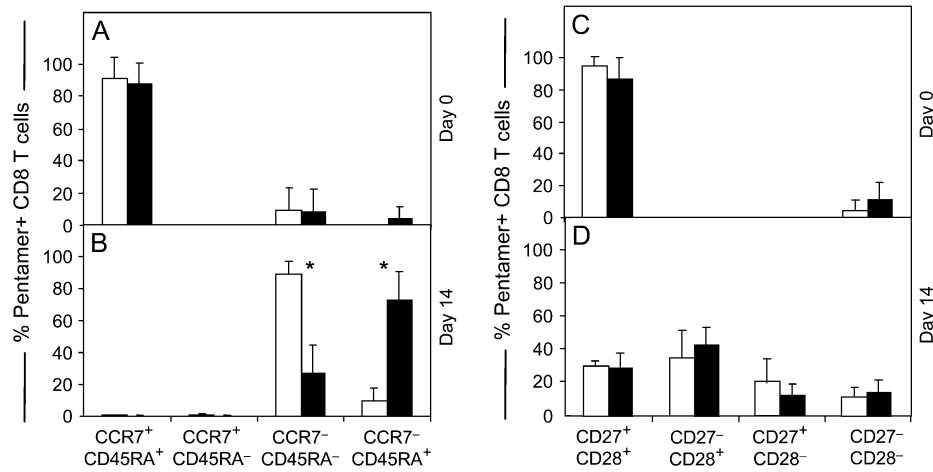 A
% Pentamer+ CD8 T cells
100
80
60
40
20
0
Day 0
B
100
80
60
40
20
0
*
*
Day 14
CCR7⁺ CCR7⁺ CCR7⁻ CCR7⁻
CD45RA⁺ CD45RA⁻ CD45RA⁻ CD45RA⁺
C
% Pentamer+ CD8 T cells
100
80
60
40
20
0
Day 0
D
100
80
60
40
20
0
Day 14
CD27⁺ CD27⁻ CD27⁺ CD27⁻
CD28⁺ CD28⁺ CD28⁻ CD28⁻